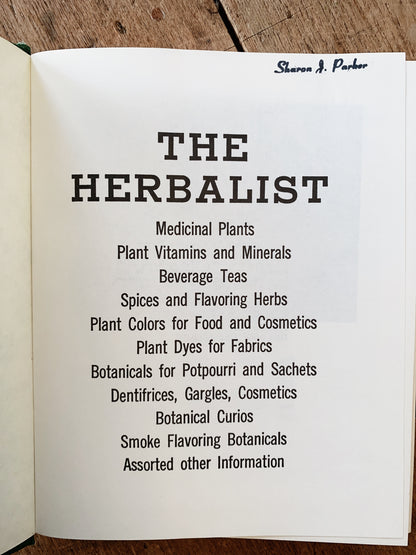 Sharon J. Parker
THE
HERBALIST
Medicinal Plants
Plant Vitamins and Minerals
Beverage Teas
Spices and Flavoring Herbs
Plant Colors for Food and Cosmetics
Plant Dyes for Fabrics
Botanicals for Potpourri and Sachets
Dentifrices, Gargles, Cosmetics
Botanical Curios
Smoke Flavoring Botanicals
Assorted other Information